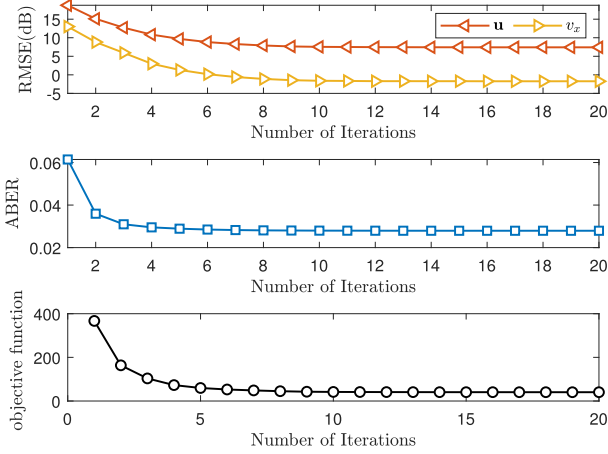 RMSE(dB)
15
10
5
0
-5
u
v_x
2 4 6 8 10 12 14 16 18 20
Number of Iterations
ABER
0.06
0.04
0.02
2 4 6 8 10 12 14 16 18 20
Number of Iterations
objective function
400
200
0
0 5 10 15 20
Number of Iterations